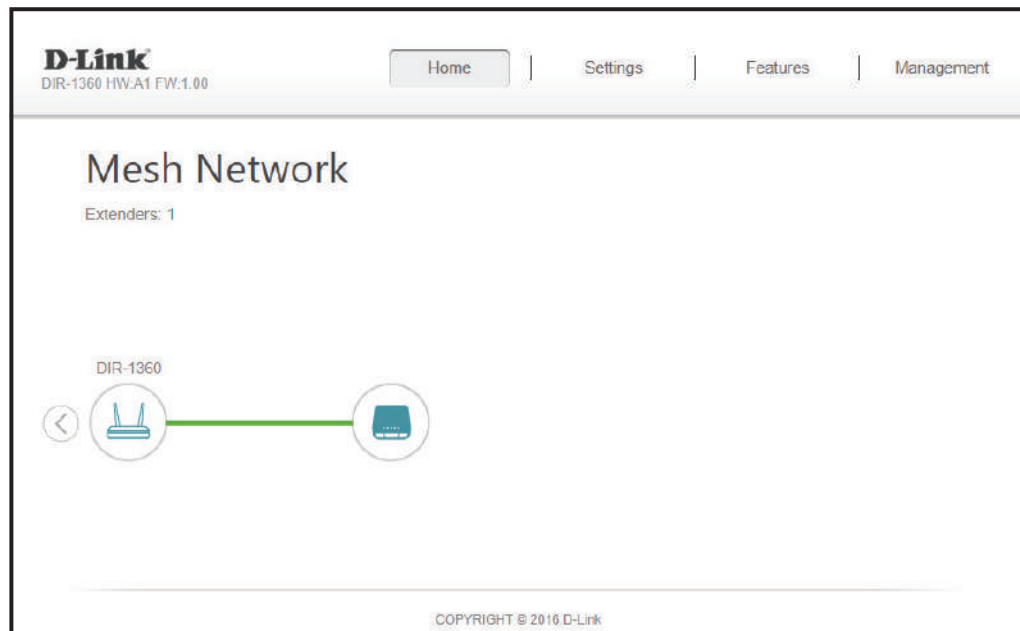 D-Link
DIR-1360 HW:A1 FW:1.00
Home | Settings | Features | Management
Mesh Network
Extenders: 1
DIR-1360
COPYRIGHT © 2016 D-Link